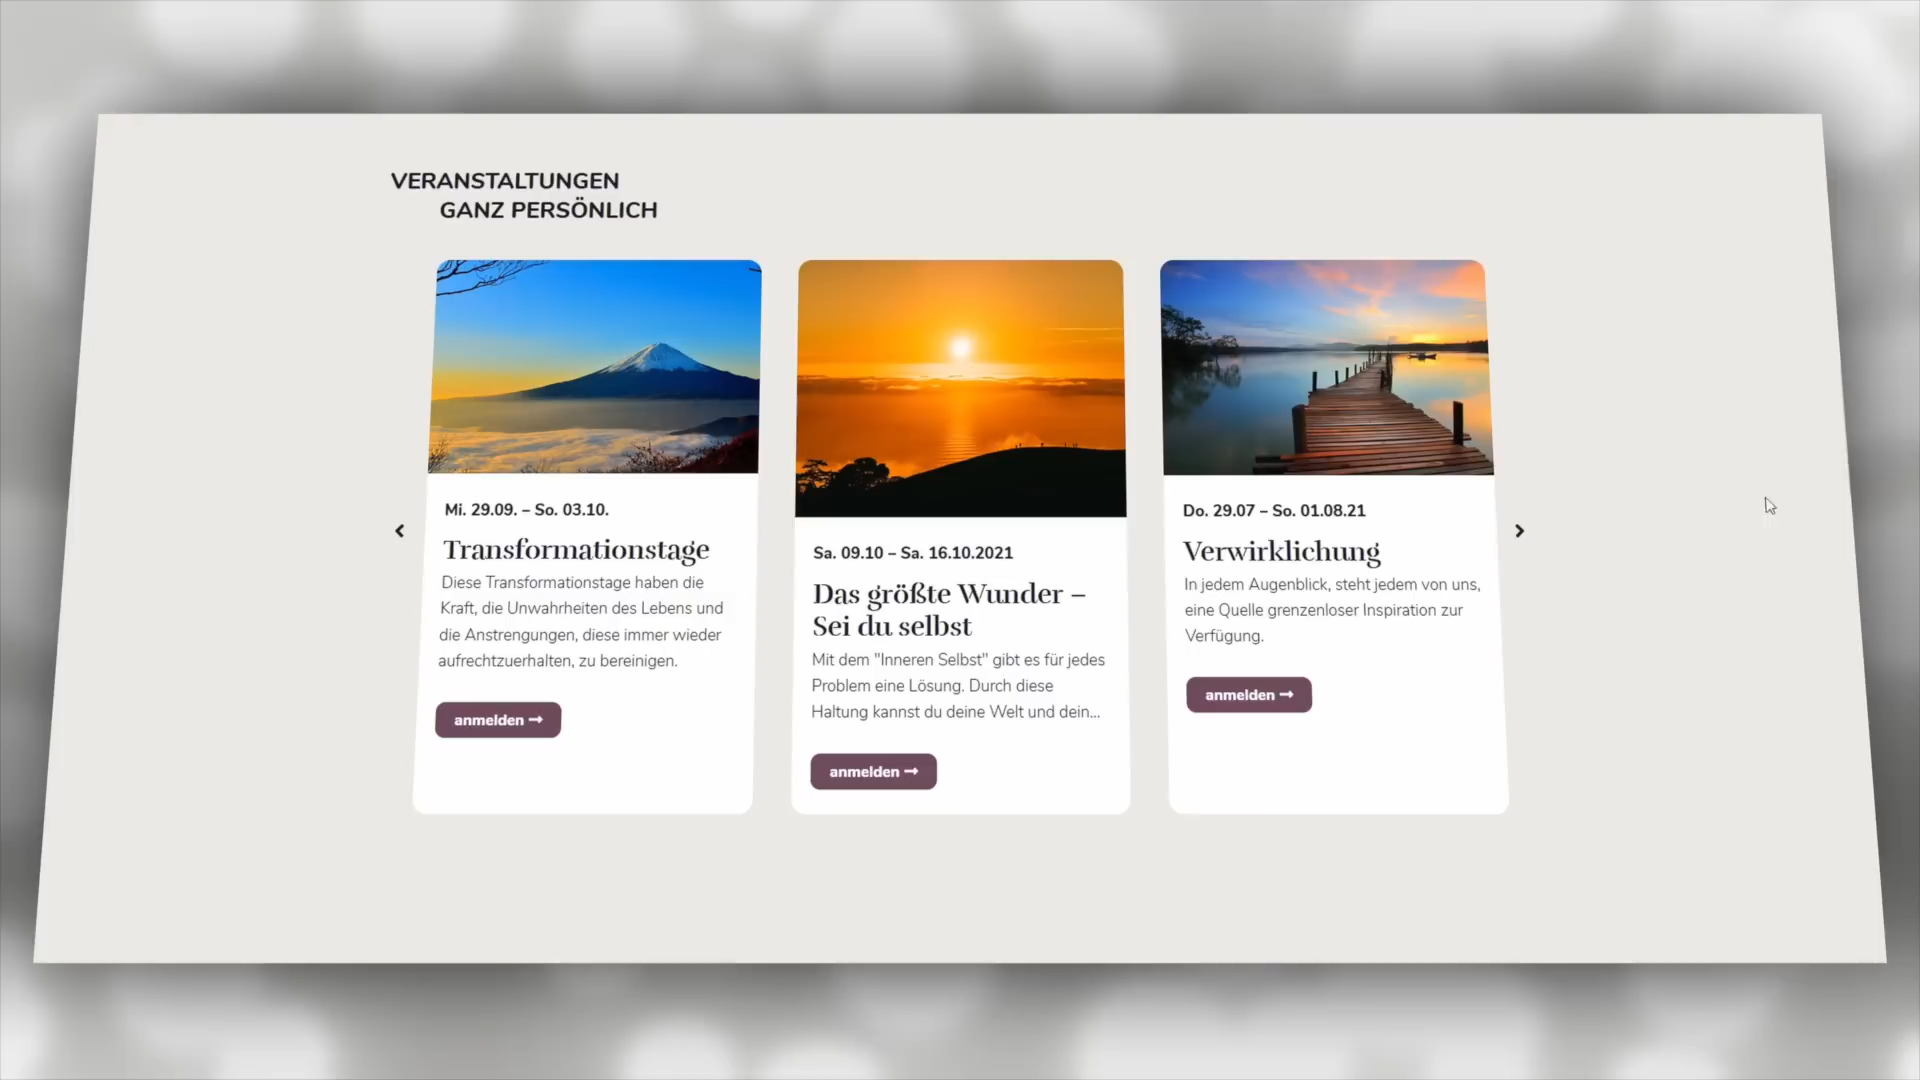 VERANSTALTUNGEN
GANZ PERSÖNLICH
Mi. 29.09. – So. 03.10.
Transformationstage
Diese Transformationstage haben die
Kraft, die Unwahrheiten des Lebens und
die Anstrengungen, diese immer wieder
aufrechtzuerhalten, zu bereinigen.
anmelden
Sa. 09.10 – Sa. 16.10.2021
Das größte Wunder –
Sei du selbst
Mit dem "Inneren Selbst" gibt es für jedes
Problem eine Lösung. Durch diese
Haltung kannst du deine Welt und dein...
anmelden
Do. 29.07 – So. 01.08.21
Verwirklichung
In jedem Augenblick, steht jedem von uns,
eine Quelle grenzenloser Inspiration zur
Verfügung.
anmelden